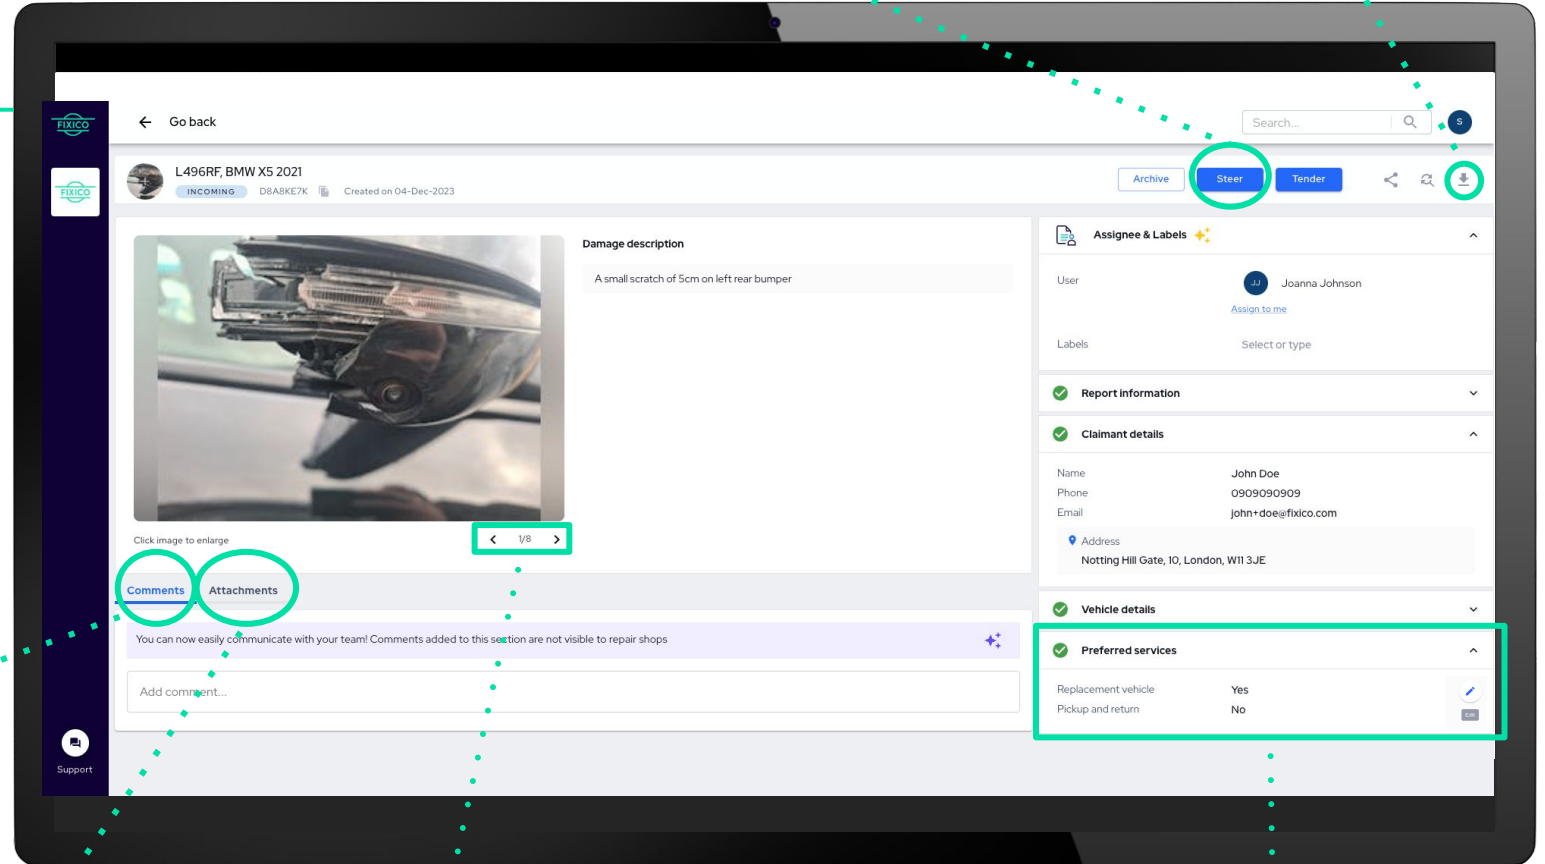 FIXICO
Go back
Search...
S
FIXICO
L496RF, BMW X5 2021
INCOMING D8A8KE7K Created on 04-Dec-2023
Archive
Steer
Tender
Damage description
A small scratch of 5cm on left rear bumper
Click image to enlarge
1/8
Comments
Attachments
You can now easily communicate with your team! Comments added to this section are not visible to repair shops
Add comment...
Support
Assignee & Labels
User
JJ
Joanna Johnson
Assign to me
Labels
Select or type
Report information
Claimant details
Name John Doe
Phone 0909090909
Email john+doe@fixico.com
Address
Notting Hill Gate, 10, London, W11 3JE
Vehicle details
Preferred services
Replacement vehicle Yes
Pickup and return No
Edit